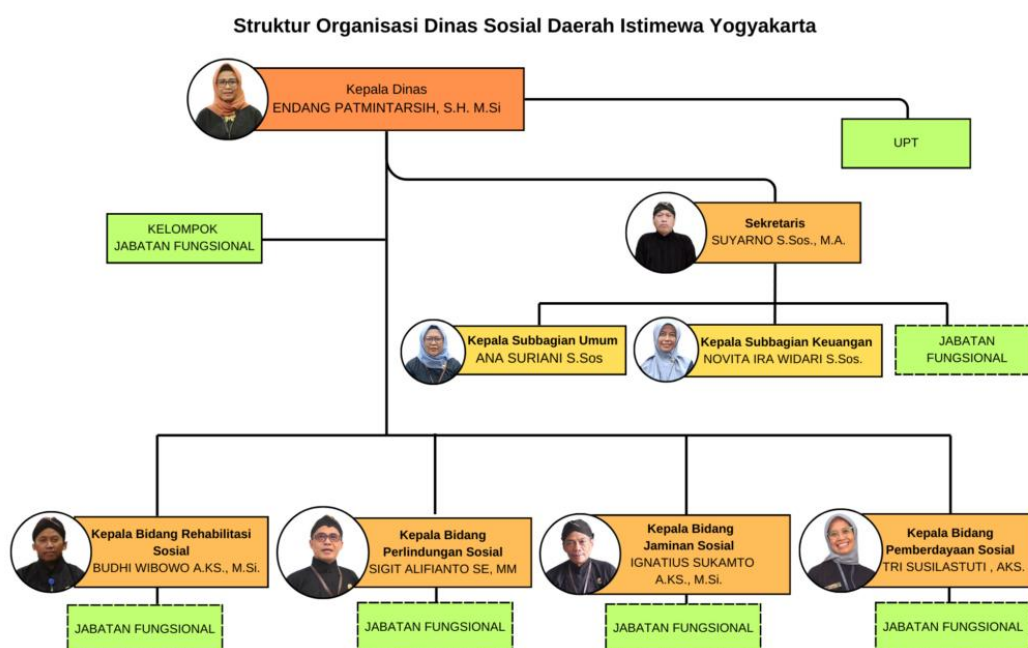 Struktur Organisasi Dinas Sosial Daerah Istimewa Yogyakarta
Kepala Dinas
ENDANG PATMINTARSIH, S.H. M.Si
UPT
KELOMPOK
JABATAN FUNGSIONAL
Sekretaris
SUYARNO S.Sos., M.A.
Kepala Subbagian Umum
ANA SURIANI S.Sos
Kepala Subbagian Keuangan
NOVITA IRA WIDARI S.Sos.
JABATAN
FUNGSIONAL
Kepala Bidang Rehabilitasi
Sosial
BUDHI WIBOWO A.KS., M.Si.
JABATAN FUNGSIONAL
Kepala Bidang
Perlindungan Sosial
SIGIT ALIFIANTO SE, MM
JABATAN FUNGSIONAL
Kepala Bidang
Jaminan Sosial
IGNATIUS SUKAMTO
A.KS., M.Si.
JABATAN FUNGSIONAL
Kepala Bidang
Pemberdayaan Sosial
TRI SUSILASTUTI , AKS.
JABATAN FUNGSIONAL